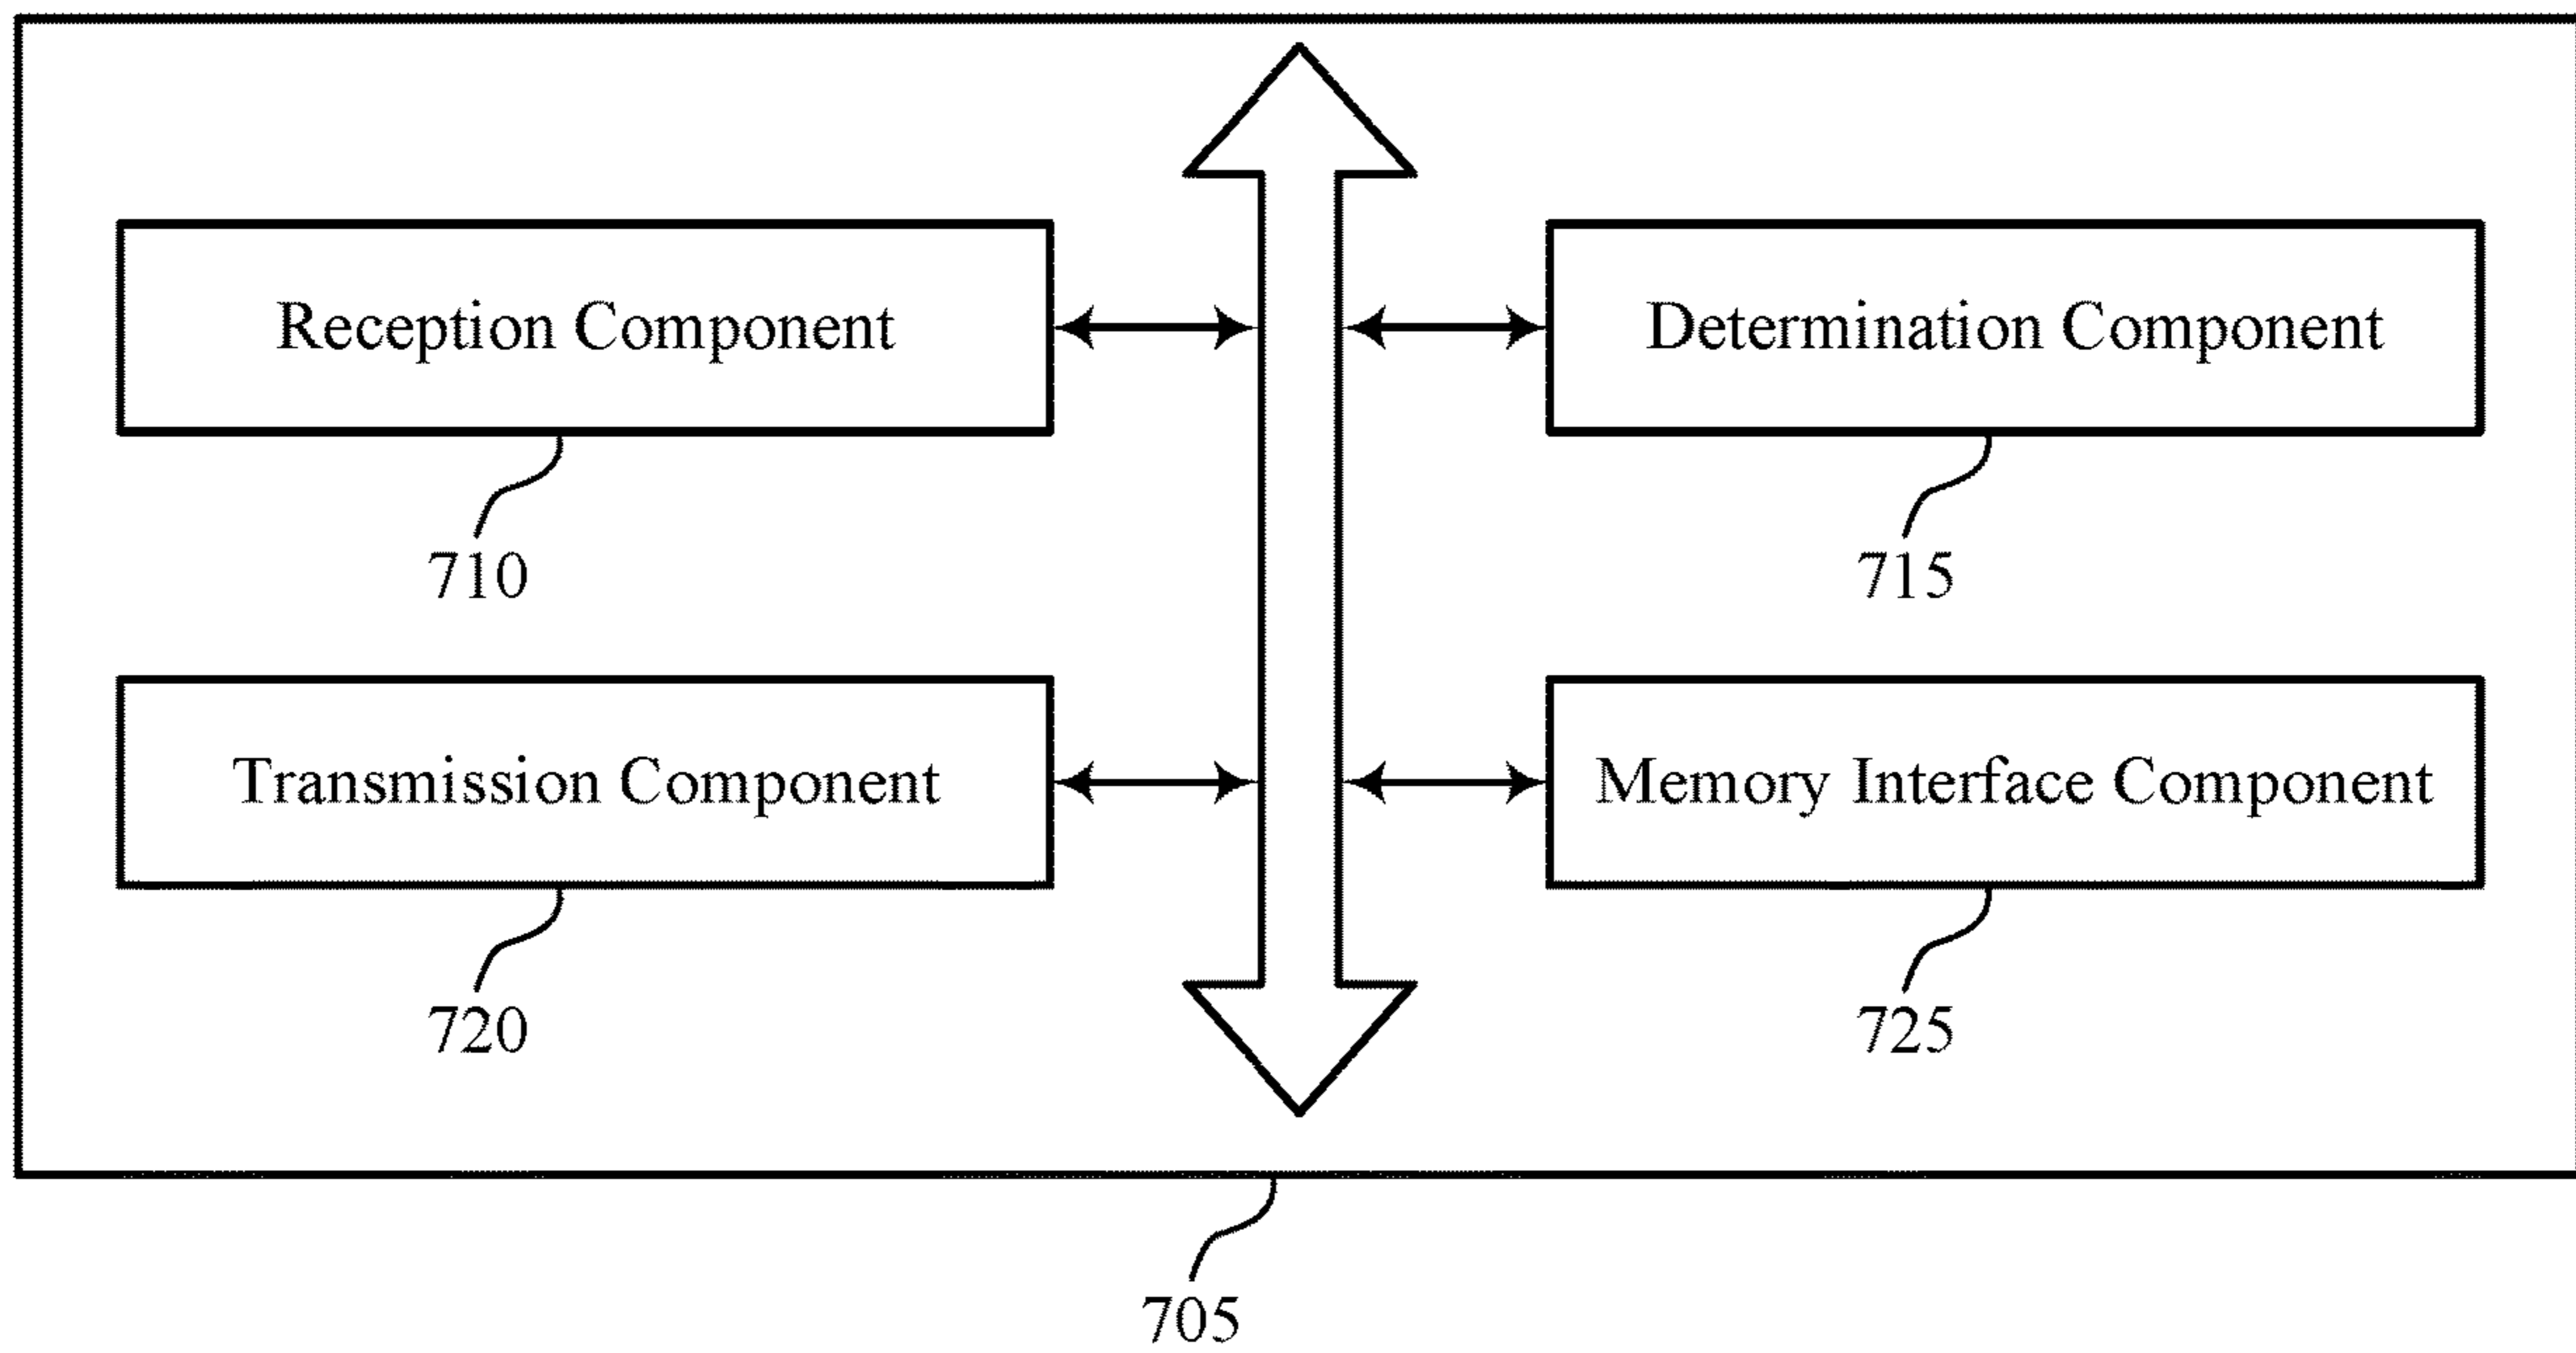 Reception Component
Determination Component
710
715
Transmission Component
Memory Interface Component
720
725
705